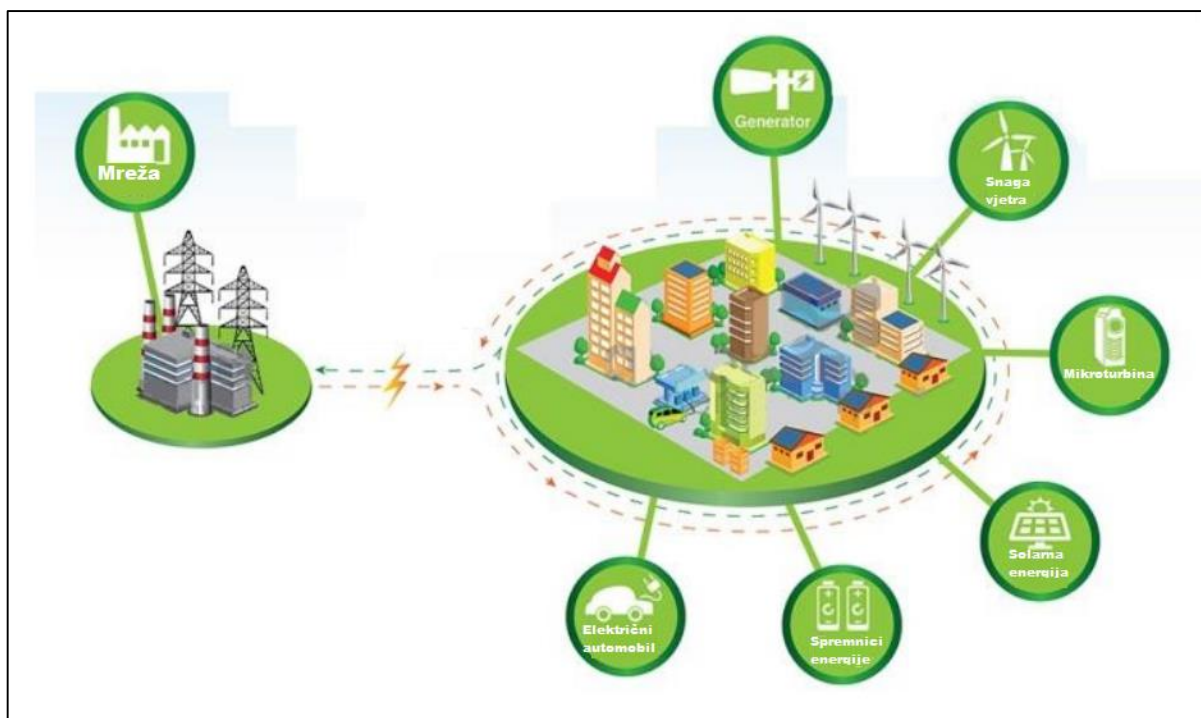 Mreža
Generator
Snaga
vjetra
Mikroturbina
Solarna
energija
Spremnici
energije
Električni
automobil